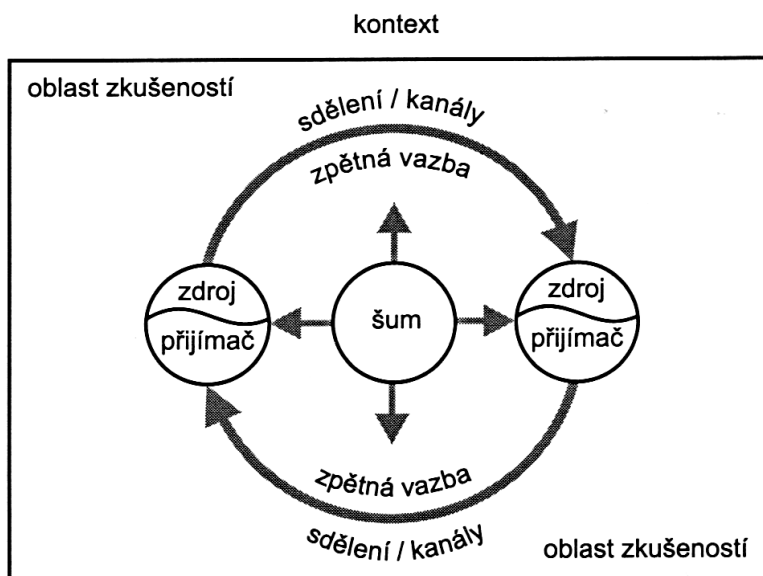 kontext
oblast zkušeností
sdělení / kanály
zpětná vazba
zdroj
přijímač
šum
zdroj
přijímač
zpětná vazba
sdělení / kanály
oblast zkušeností